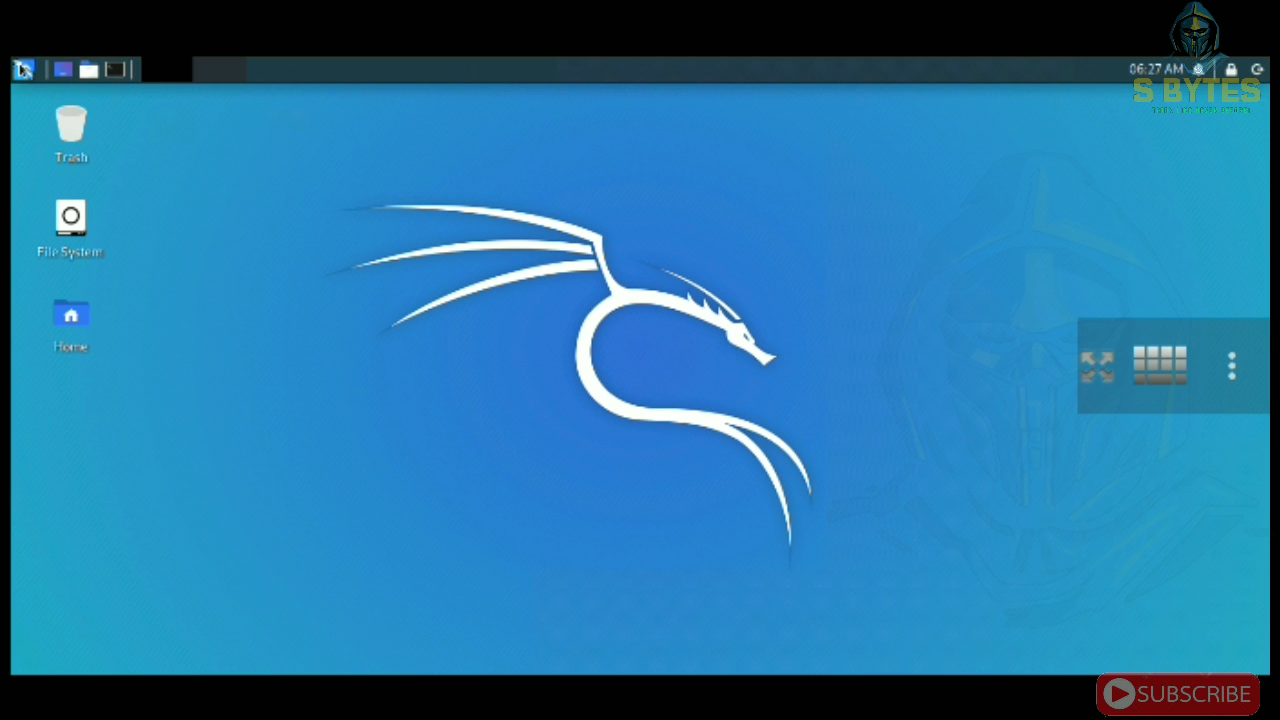 06:27 AM
S BYTES
Trash
File System
Home
SUBSCRIBE